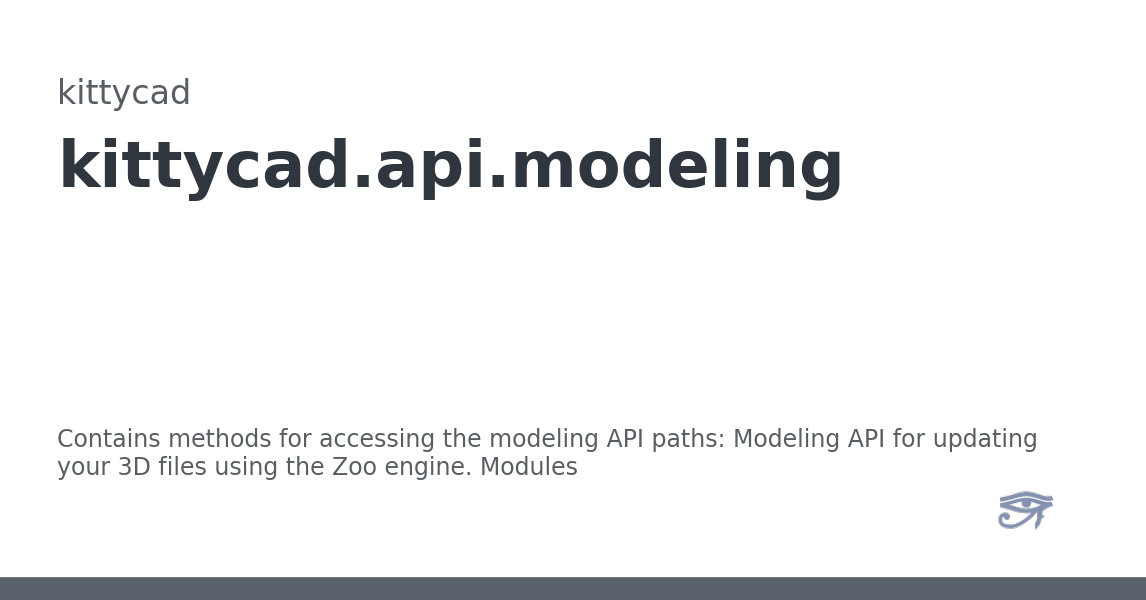 kittycad
kittycad.api.modeling
Contains methods for accessing the modeling API paths: Modeling API for updating
your 3D files using the Zoo engine. Modules